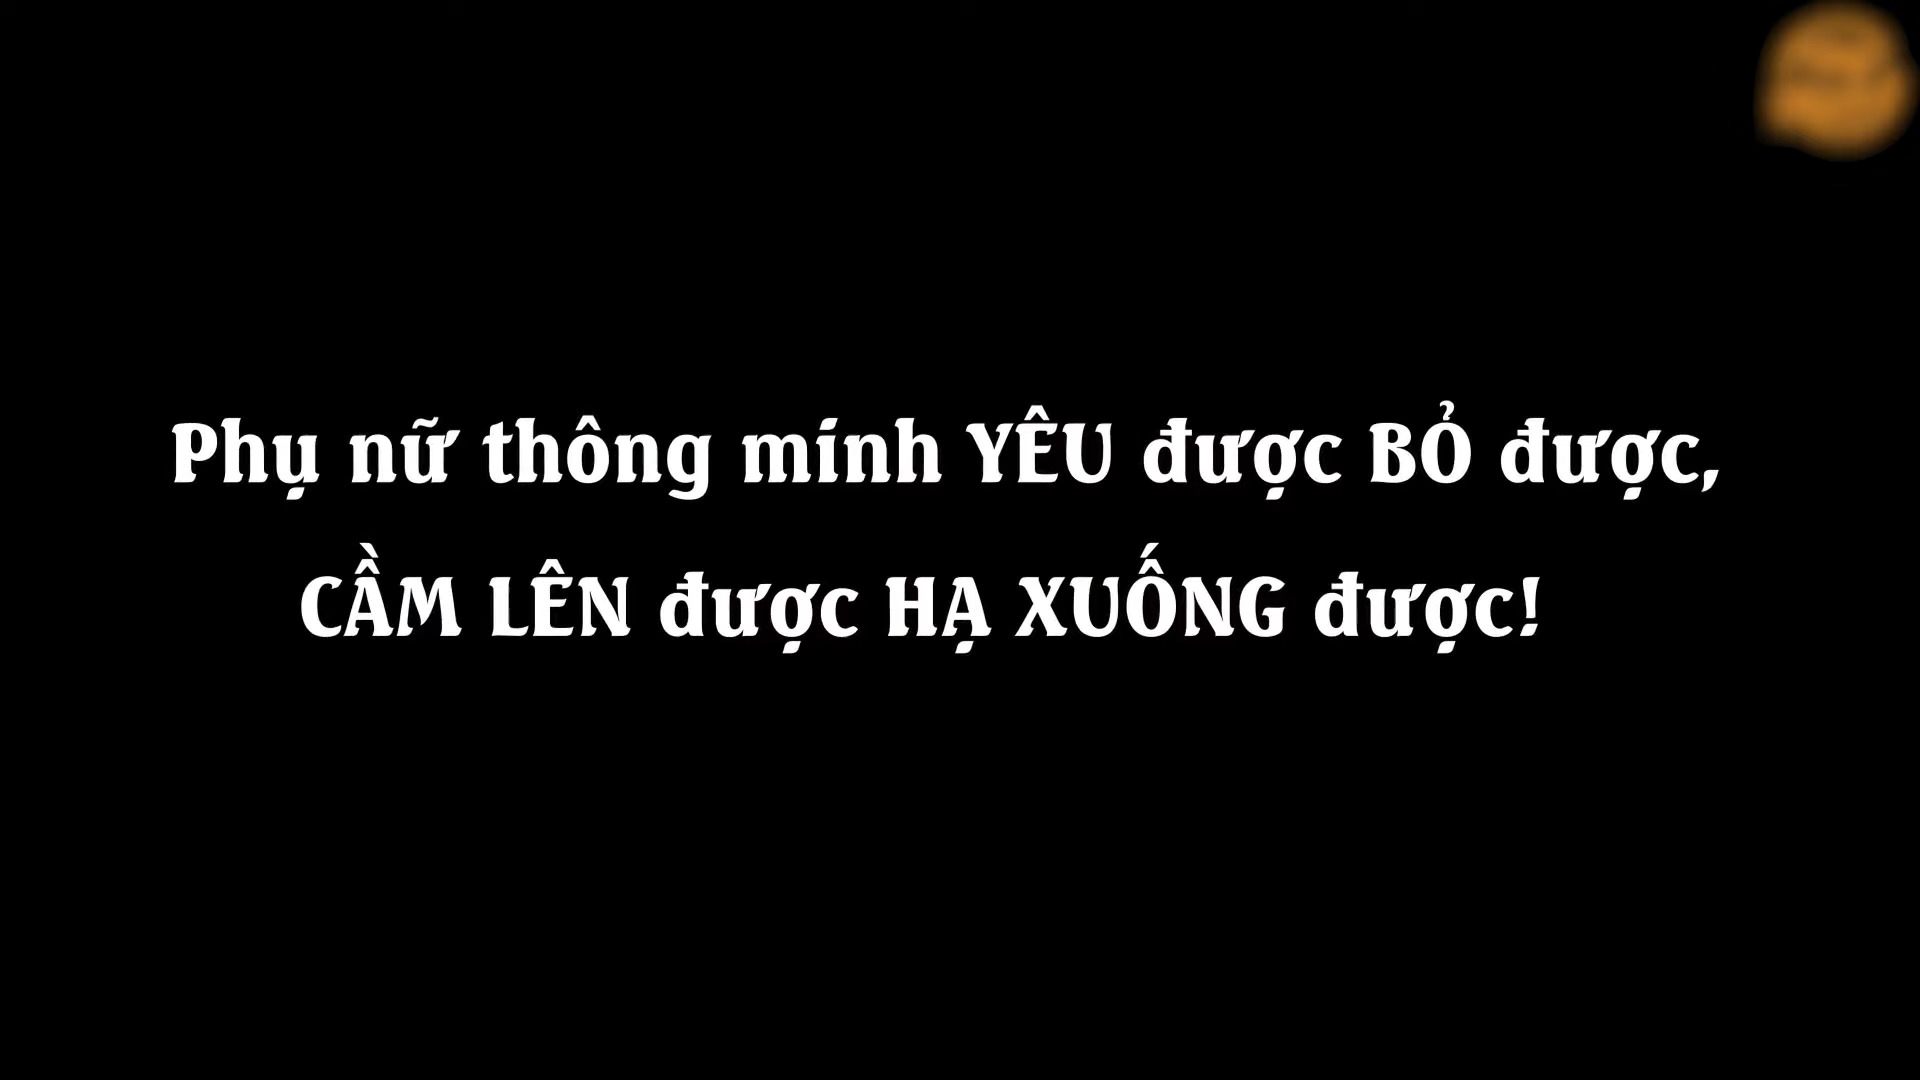 Phụ nữ thông minh YÊU được BỎ được,
CẦM LÊN được HẠ XUỐNG được!